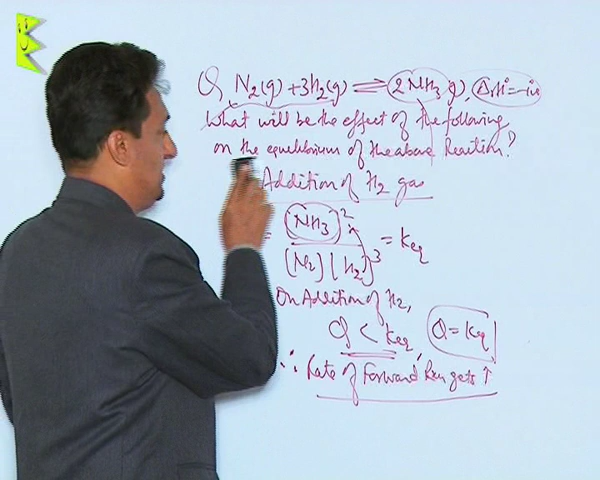 Q, N2(g) + 3H2(g) ⇌ 2NH3(g), ΔrH = -ive
What will be the effect of the following
on the equilibrium of the above Reaction?
Addition of H2 gas
= [NH3]^2 / [N2][H2]^3 = Keq
On Addition of H2,
Q < Keq, Q = Keq
∴ Rate of Forward Rxn gets ↑